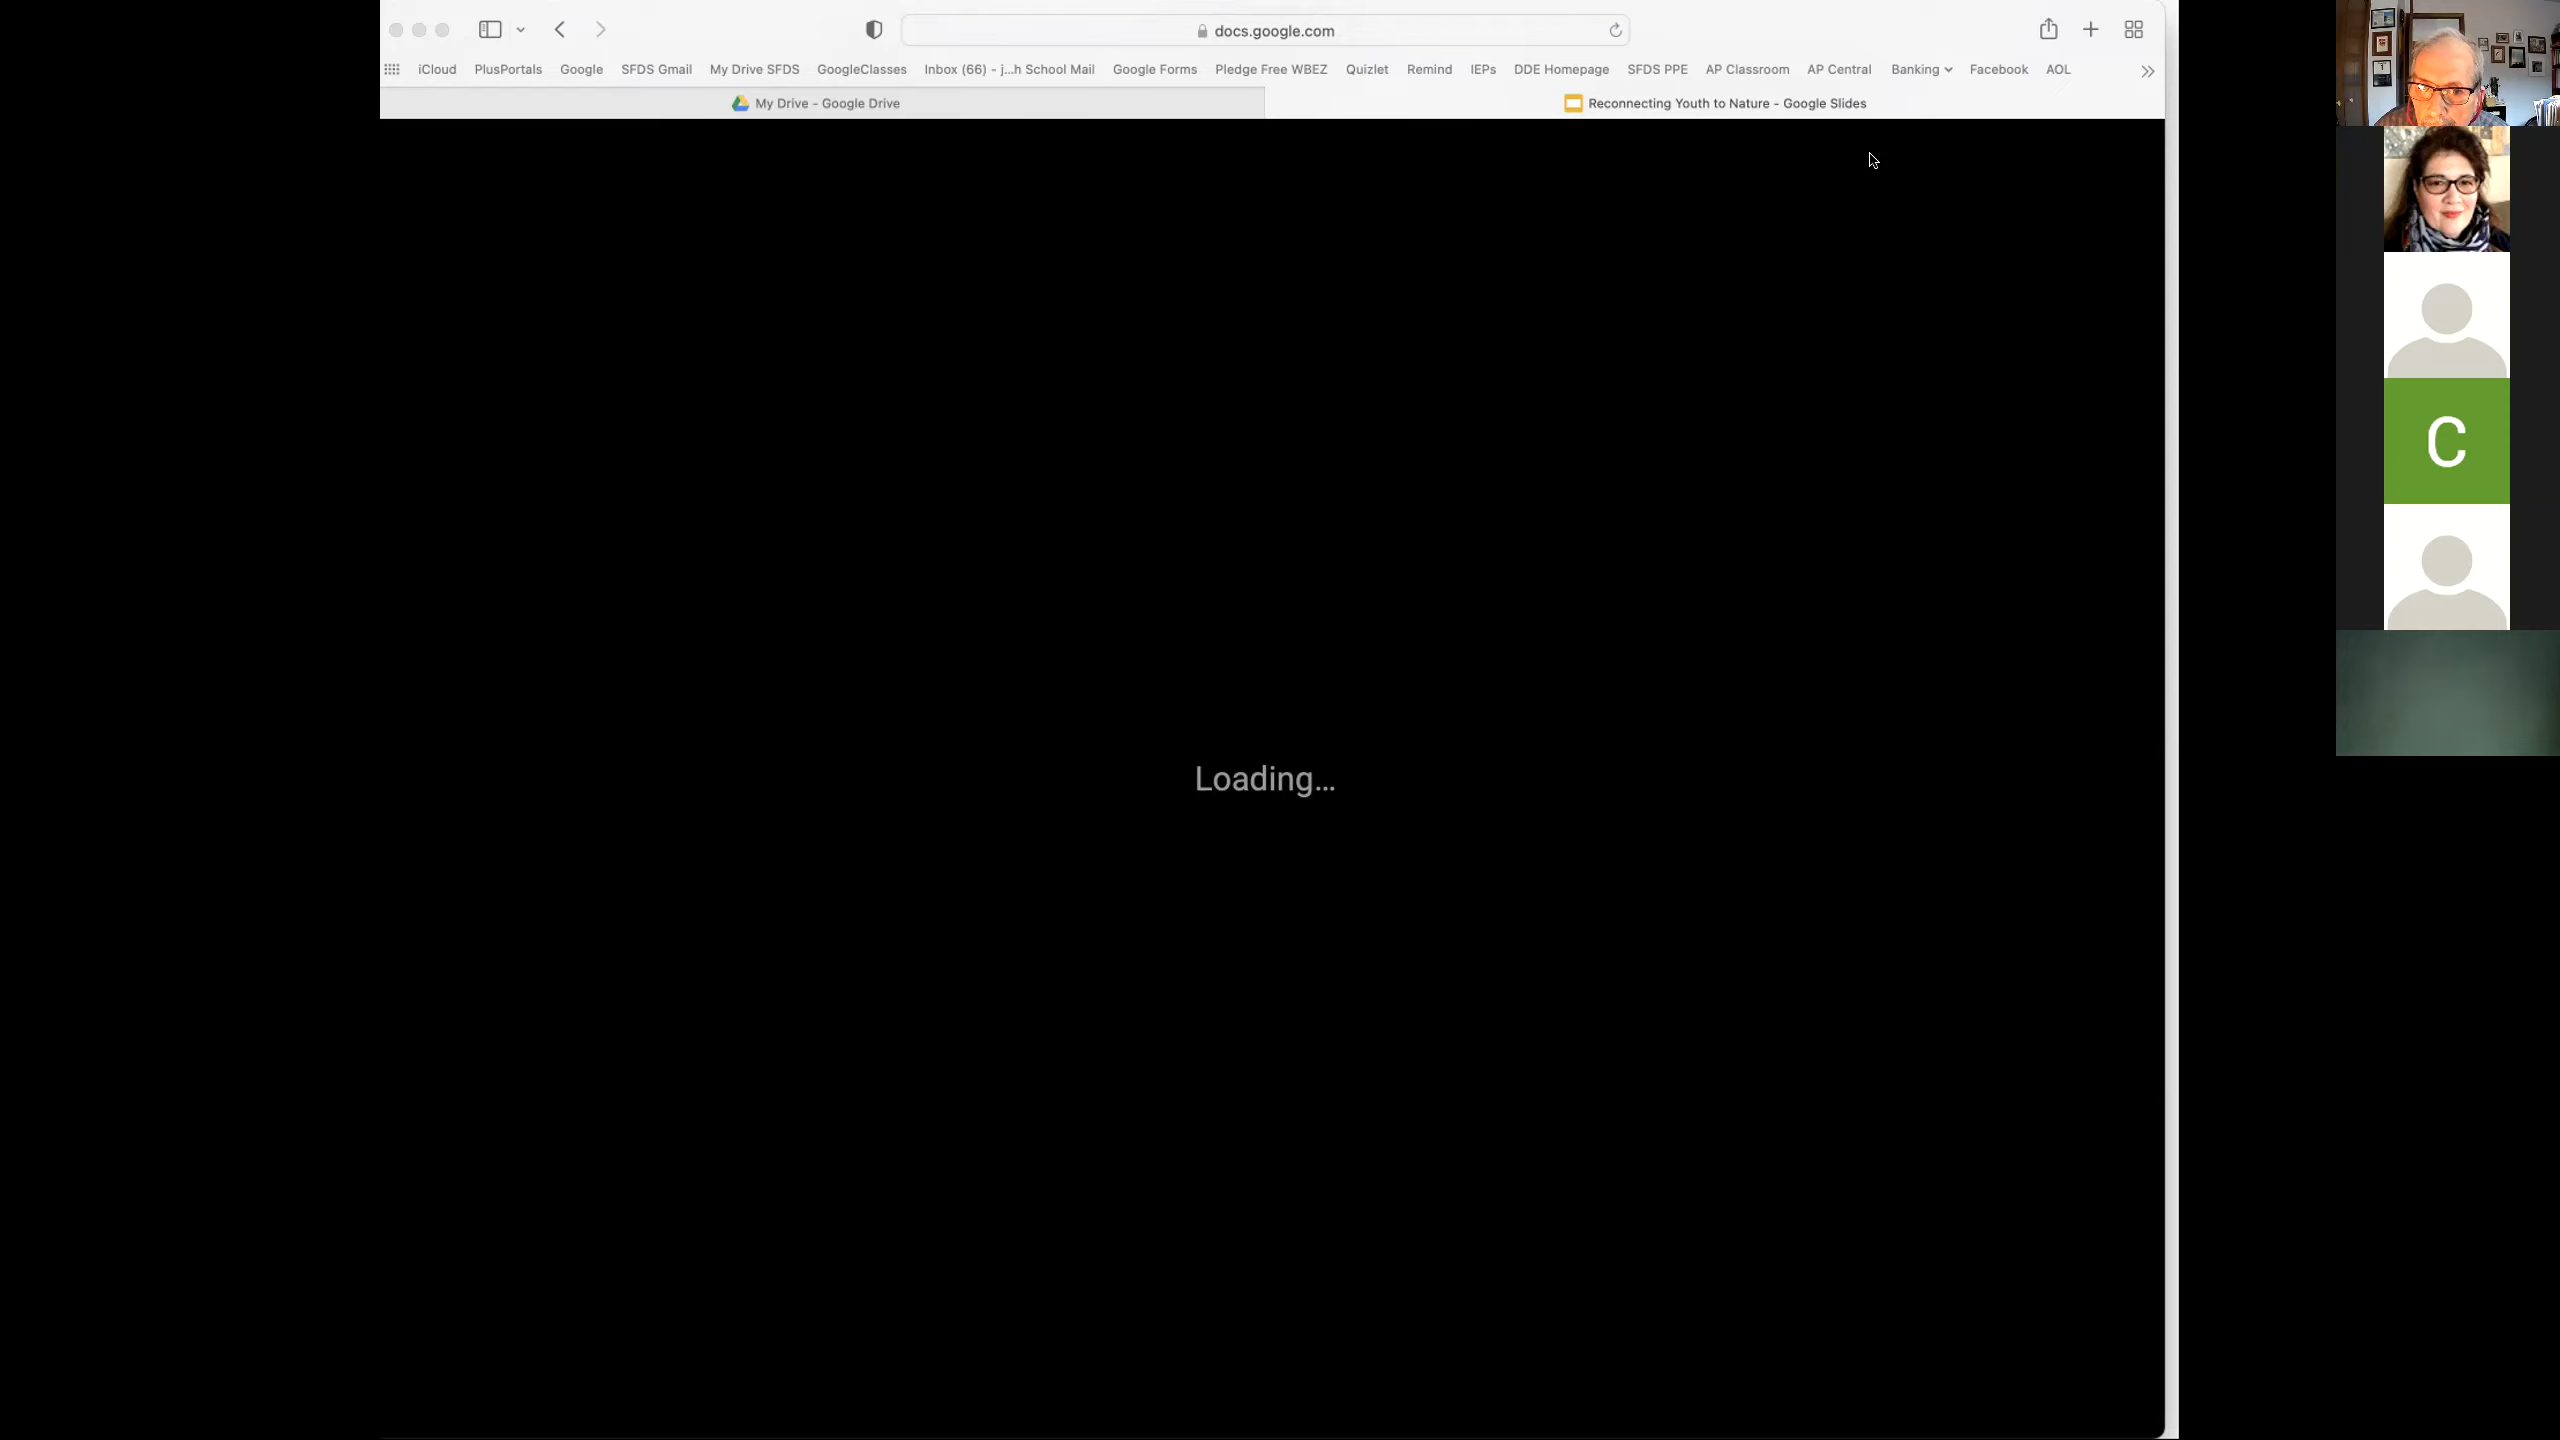 docs.google.com
iCloud PlusPortals Google SFDS Gmail My Drive SFDS GoogleClasses Inbox (66) - j...h School Mail Google Forms Pledge Free WBEZ Quizlet Remind IEPs DDE Homepage SFDS PPE AP Classroom AP Central Banking Facebook AOL
My Drive - Google Drive Reconnecting Youth to Nature - Google Slides
C
Loading...